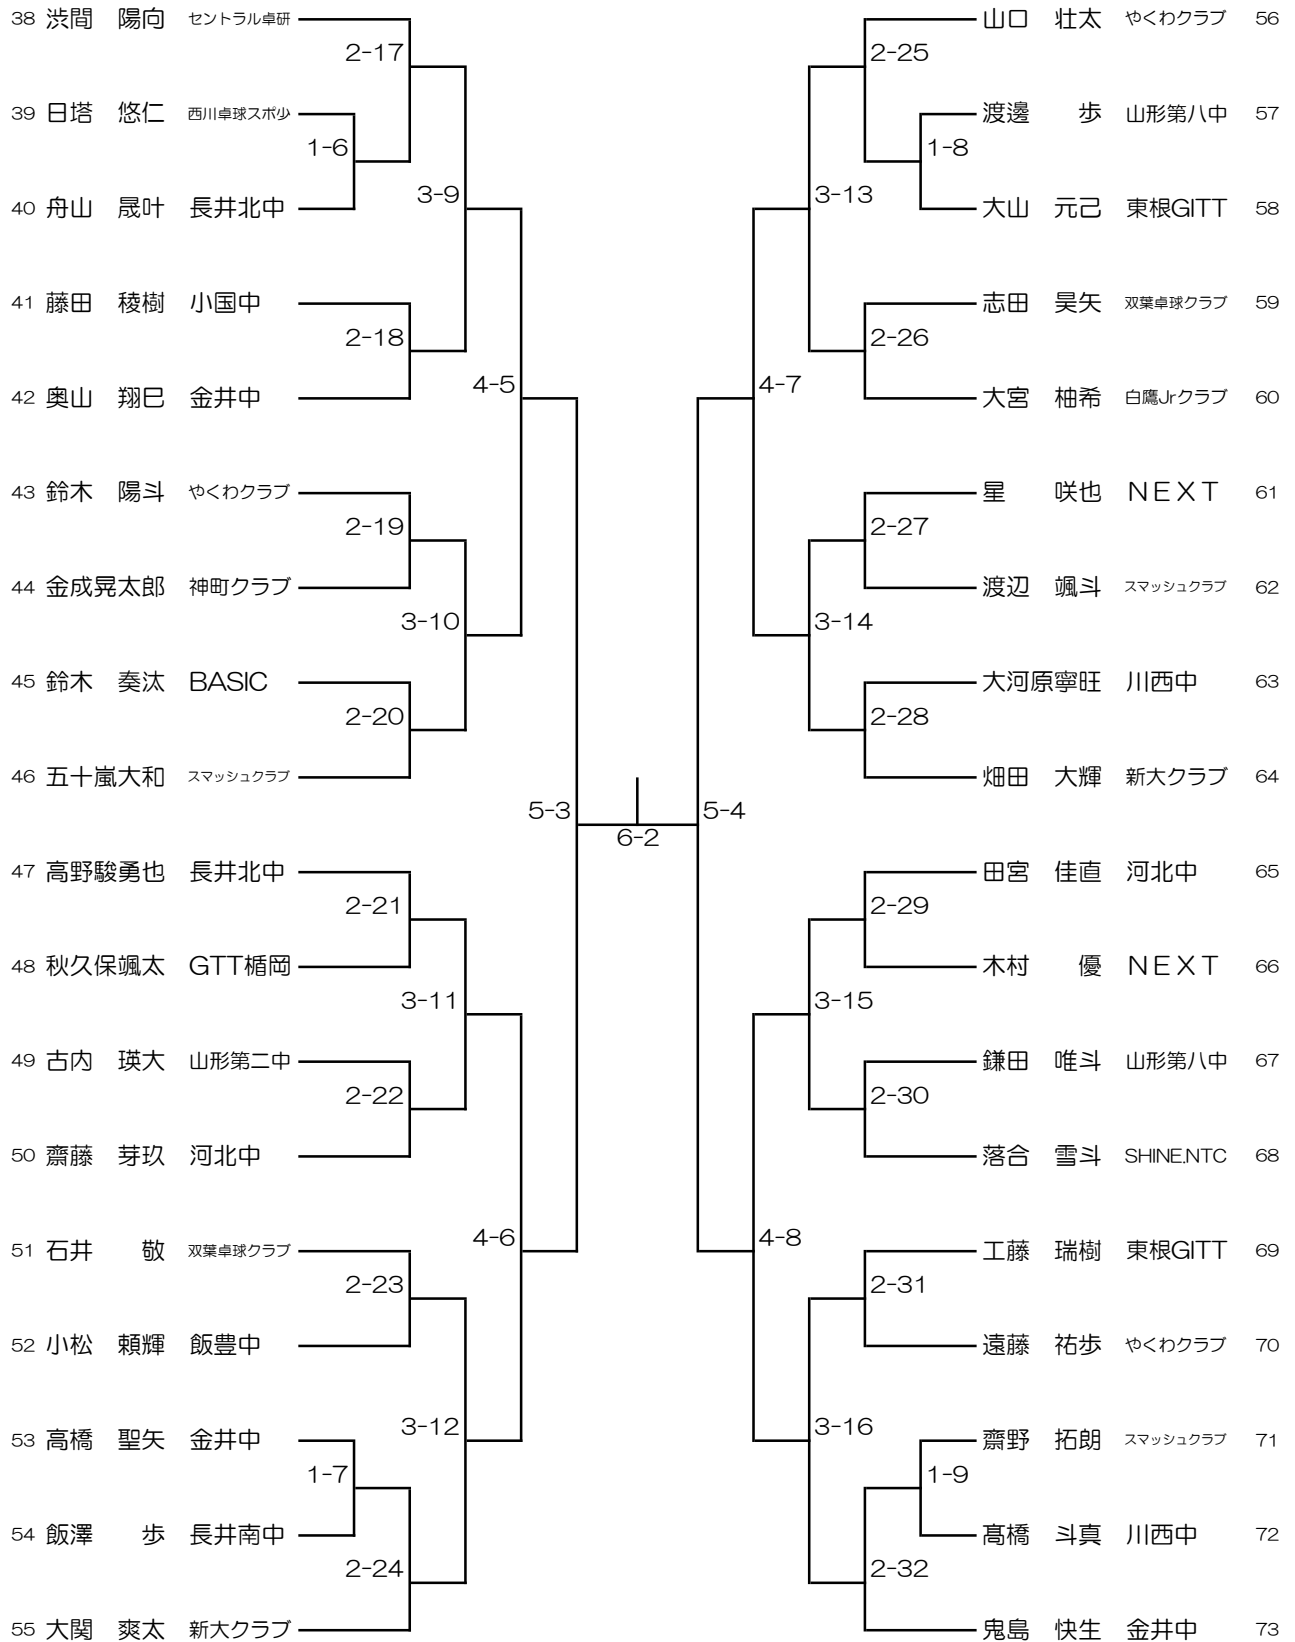 38 渋間　陽向　セントラル卓研
2-17
39 日塔　悠仁　西川卓球スポ少
1-6
40 舟山　晟叶　長井北中
3-9
41 藤田　稜樹　小国中
2-18
42 奥山　翔巳　金井中
4-5
43 鈴木　陽斗　やくわクラブ
2-19
44 金成晃太郎　神町クラブ
3-10
45 鈴木　奏汰　BASIC
2-20
46 五十嵐大和　スマッシュクラブ
5-3
47 高野駿勇也　長井北中
2-21
48 秋久保颯太　GTT楯岡
3-11
49 古内　瑛大　山形第二中
2-22
50 齋藤　芽玖　河北中
4-6
51 石井　敬　双葉卓球クラブ
2-23
52 小松　頼輝　飯豊中
3-12
53 高橋　聖矢　金井中
1-7
54 飯澤　歩　長井南中
2-24
55 大関　爽太　新大クラブ
6-2
山口　壮太　やくわクラブ　56
2-25
渡邊　歩　山形第八中　57
1-8
大山　元己　東根GITT　58
3-13
志田　昊矢　双葉卓球クラブ　59
2-26
大宮　柚希　白鷹Jrクラブ　60
4-7
星　咲也　ＮＥＸＴ　61
2-27
渡辺　颯斗　スマッシュクラブ　62
3-14
大河原寧旺　川西中　63
2-28
畑田　大輝　新大クラブ　64
5-4
田宮　佳直　河北中　65
2-29
木村　優　ＮＥＸＴ　66
3-15
鎌田　唯斗　山形第八中　67
2-30
落合　雪斗　SHINE.NTC　68
4-8
工藤　瑞樹　東根GITT　69
2-31
遠藤　祐歩　やくわクラブ　70
3-16
齋野　拓朗　スマッシュクラブ　71
1-9
髙橋　斗真　川西中　72
2-32
鬼島　快生　金井中　73